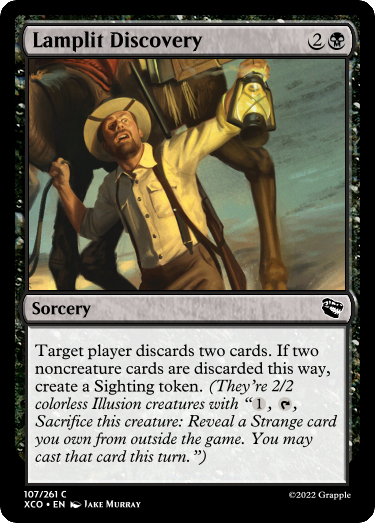 Lamplit Discovery 2
Sorcery
Target player discards two cards. If two
noncreature cards are discarded this way,
create a Sighting token. (They’re 2/2
colorless Illusion creatures with “1, ,
Sacrifice this creature: Reveal a Strange card
you own from outside the game. You may
cast that card this turn.”)
107/261 C
XCO • EN Jake Murray
©2022 Grapple